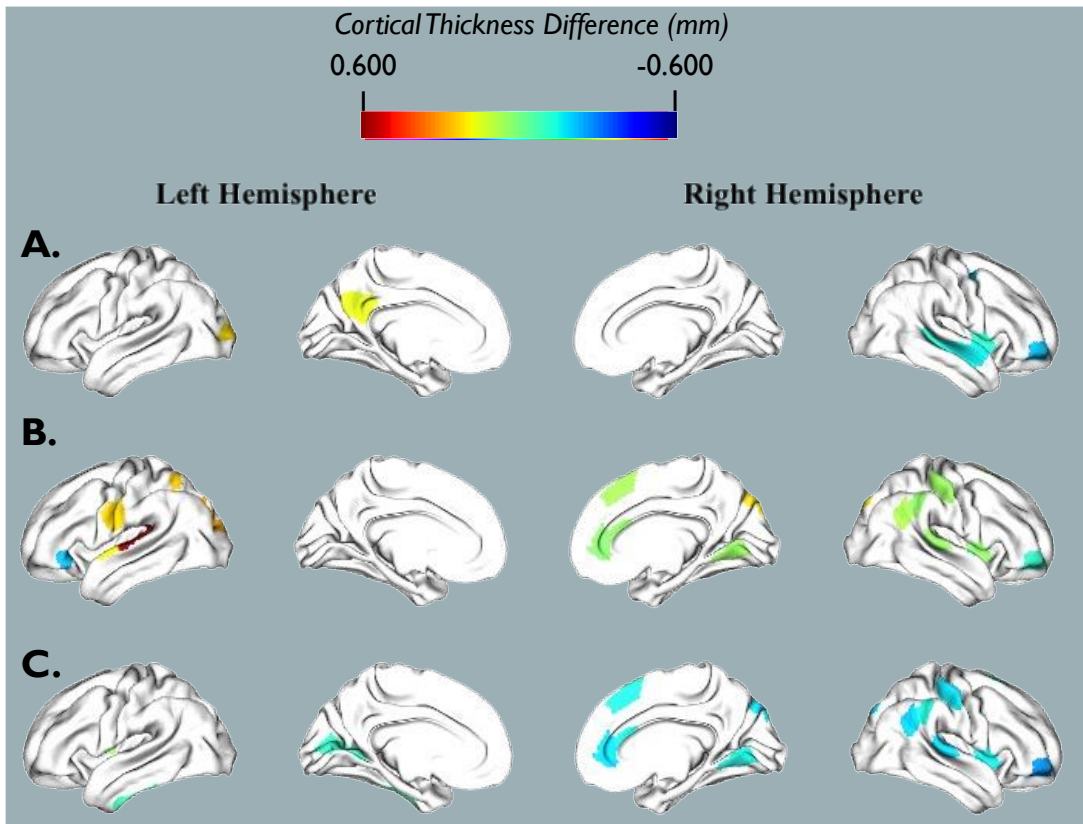 Cortical Thickness Difference (mm)
0.600 -0.600
Left Hemisphere Right Hemisphere
A.
B.
C.